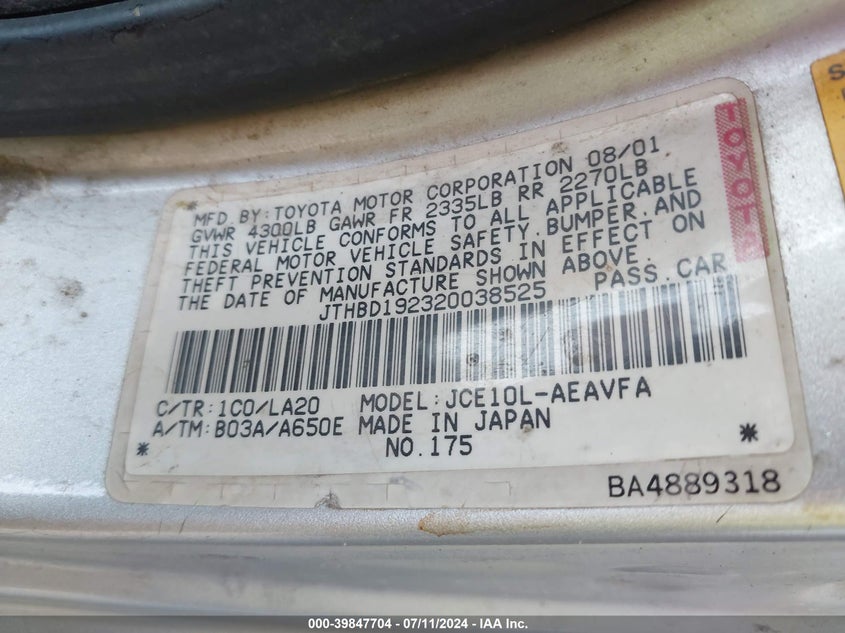 MFD. BY: TOYOTA MOTOR CORPORATION 08/01
GVWR 4300LB GAWR FR 2335LB RR 2270LB
THIS VEHICLE CONFORMS TO ALL APPLICABLE
FEDERAL MOTOR VEHICLE SAFETY, BUMPER, AND
THEFT PREVENTION STANDARDS IN EFFECT ON
THE DATE OF MANUFACTURE SHOWN ABOVE.
JTHBD192320038525 PASS. CAR
C/TR: 1C0/LA20 MODEL: JCE10L-AEAVFA
A/TM: B03A/A650E MADE IN JAPAN
* NO. 175 *
BA4889318
TOYOTA
000-39847704 - 07/11/2024 - IAA Inc.